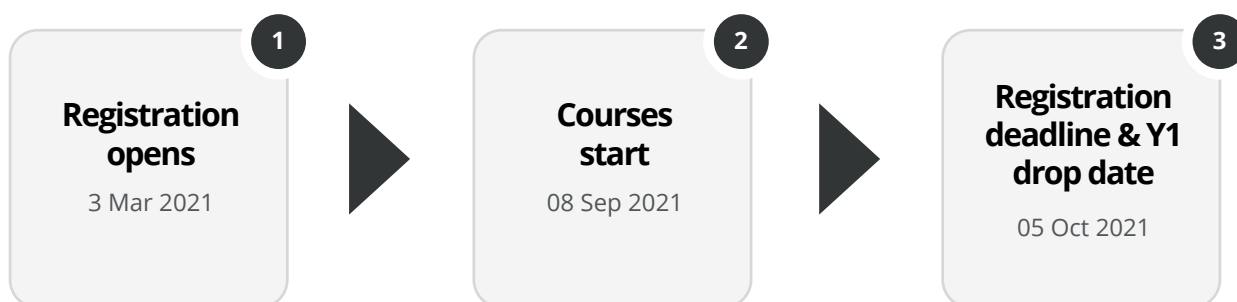 1
Registration
opens
3 Mar 2021
2
Courses
start
08 Sep 2021
3
Registration
deadline & Y1
drop date
05 Oct 2021